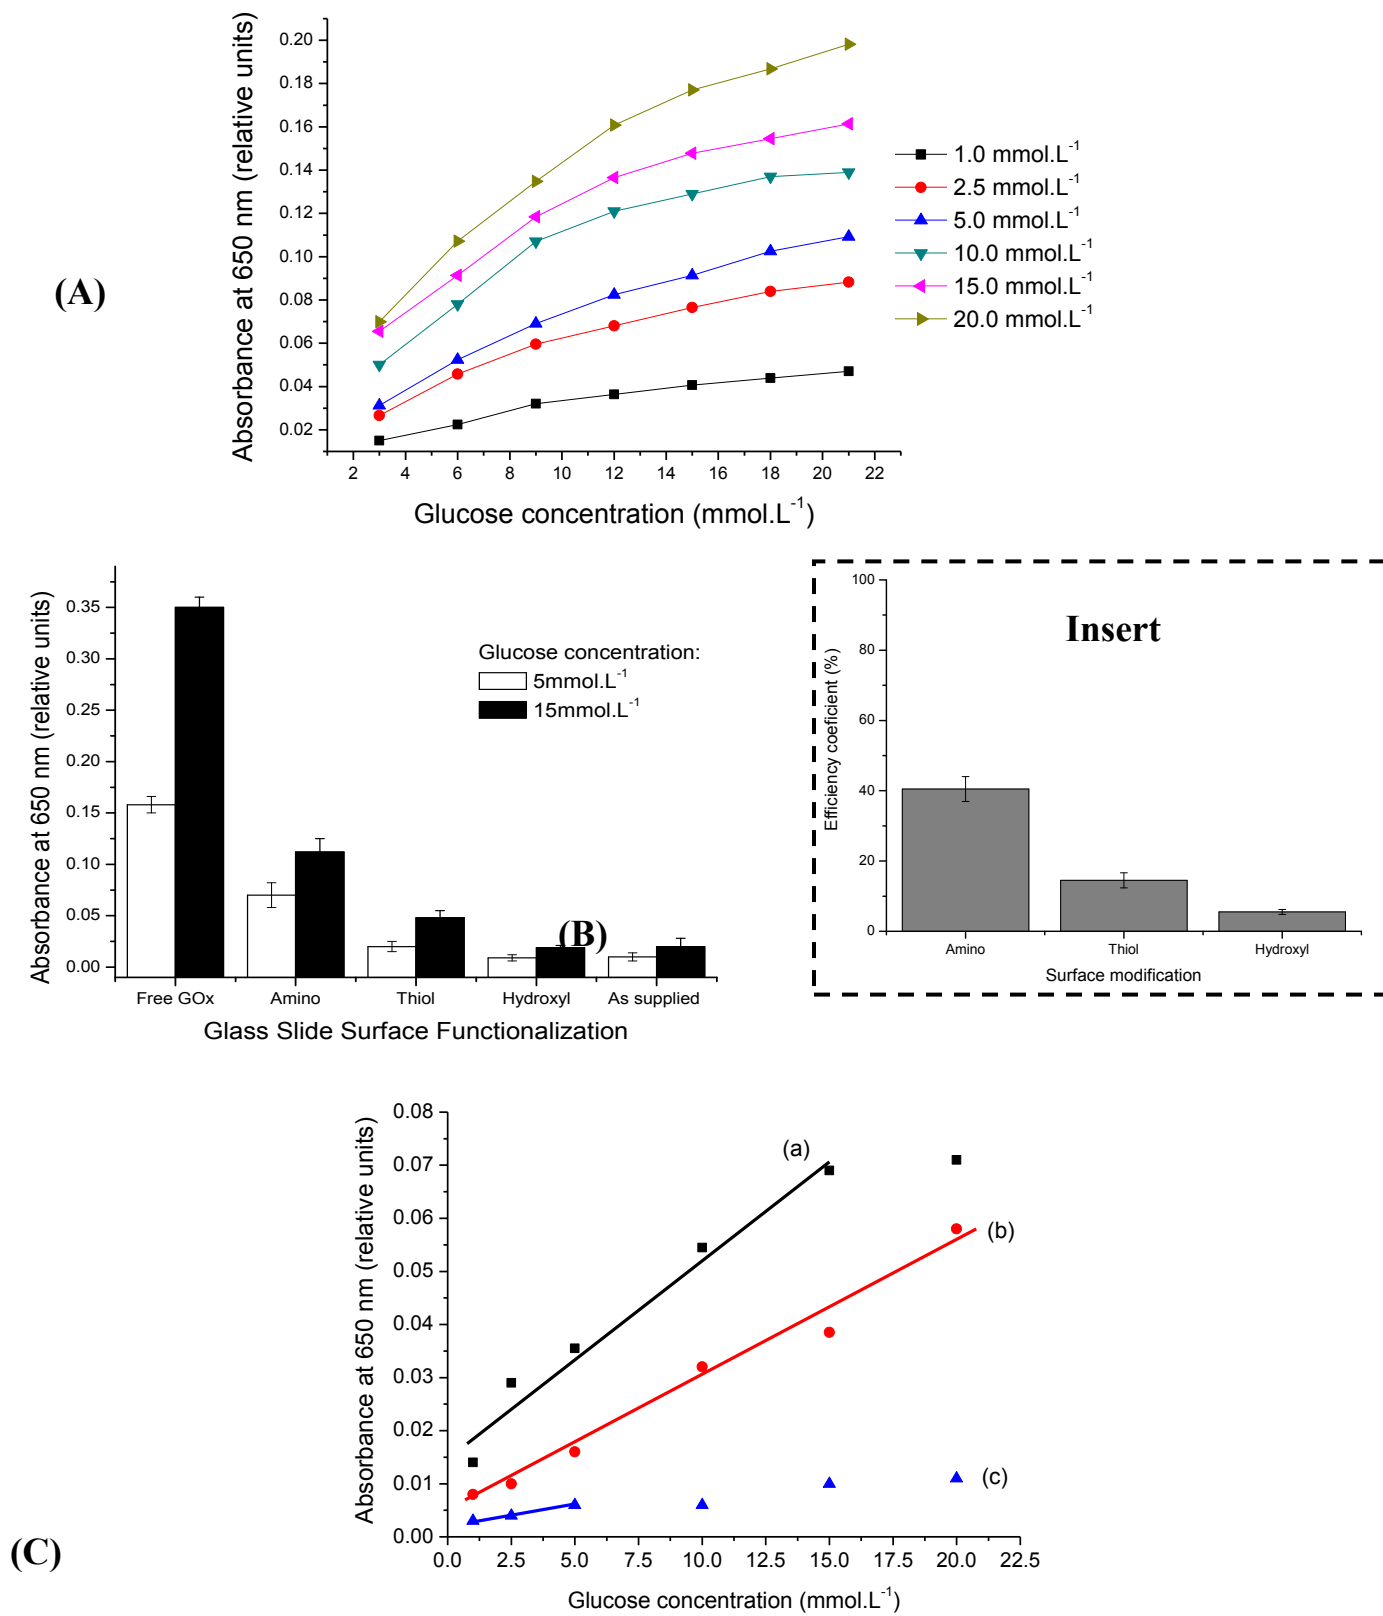 Absorbance at 650 nm (relative units)
0.20
0.18
0.16
0.14
0.12
0.10
0.08
0.06
0.04
0.02
2 4 6 8 10 12 14 16 18 20 22
Glucose concentration (mmol.L⁻¹)
1.0 mmol.L⁻¹
2.5 mmol.L⁻¹
5.0 mmol.L⁻¹
10.0 mmol.L⁻¹
15.0 mmol.L⁻¹
20.0 mmol.L⁻¹
(A)
Absorbance at 650 nm (relative units)
0.35
0.30
0.25
0.20
0.15
0.10
0.05
0.00
Glucose concentration:
5mmol.L⁻¹
15mmol.L⁻¹
(B)
Free GOx Amino Thiol Hydroxyl As supplied
Glass Slide Surface Functionalization
Insert
Efficiency coeficient (%)
100
80
60
40
20
0
Amino Thiol Hydroxyl
Surface modification
Absorbance at 650 nm (relative units)
0.08
0.07
0.06
0.05
0.04
0.03
0.02
0.01
0.00
(a)
(b)
(c)
0.0 2.5 5.0 7.5 10.0 12.5 15.0 17.5 20.0 22.5
Glucose concentration (mmol.L⁻¹)
(C)